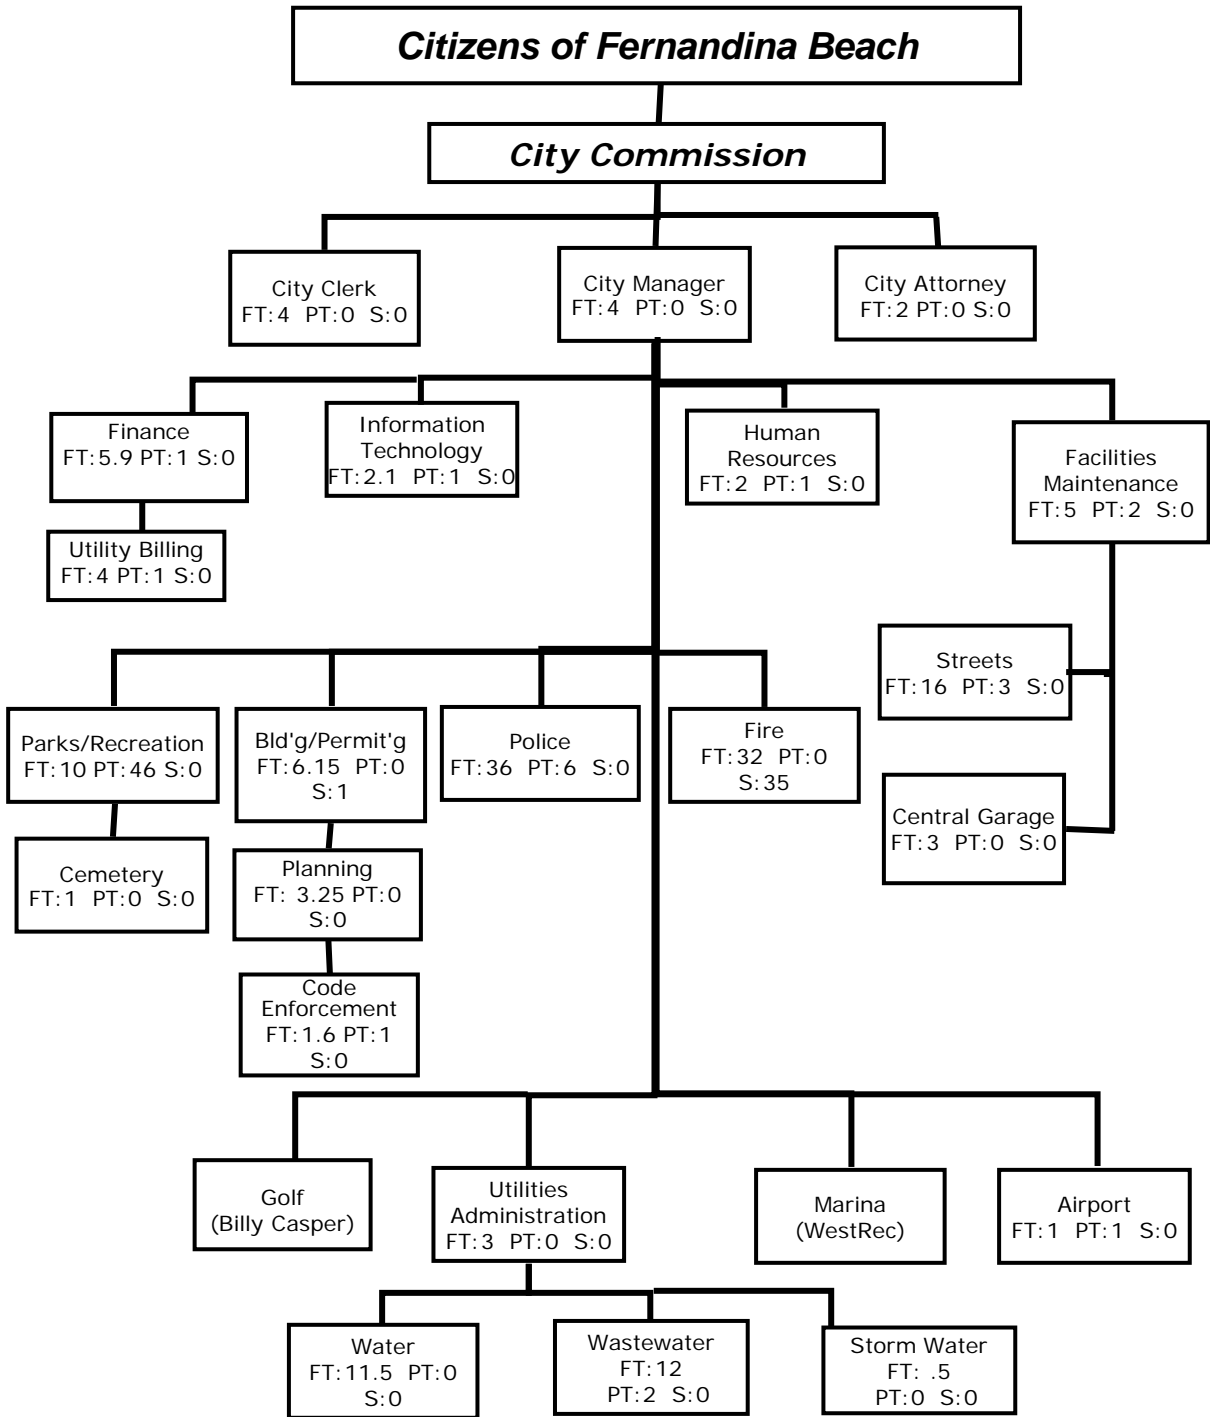 Citizens of Fernandina Beach
City Commission
City Clerk
FT:4 PT:0 S:0
City Manager
FT:4 PT:0 S:0
City Attorney
FT:2 PT:0 S:0
Finance
FT:5.9 PT:1 S:0
Information
Technology
FT:2.1 PT:1 S:0
Human
Resources
FT:2 PT:1 S:0
Facilities
Maintenance
FT:5 PT:2 S:0
Utility Billing
FT:4 PT:1 S:0
Streets
FT:16 PT:3 S:0
Parks/Recreation
FT:10 PT:46 S:0
Bld'g/Permit'g
FT:6.15 PT:0
S:1
Police
FT:36 PT:6 S:0
Fire
FT:32 PT:0
S:35
Central Garage
FT:3 PT:0 S:0
Cemetery
FT:1 PT:0 S:0
Planning
FT: 3.25 PT:0
S:0
Code
Enforcement
FT:1.6 PT:1
S:0
Golf
(Billy Casper)
Utilities
Administration
FT:3 PT:0 S:0
Marina
(WestRec)
Airport
FT:1 PT:1 S:0
Water
FT:11.5 PT:0
S:0
Wastewater
FT:12
PT:2 S:0
Storm Water
FT: .5
PT:0 S:0